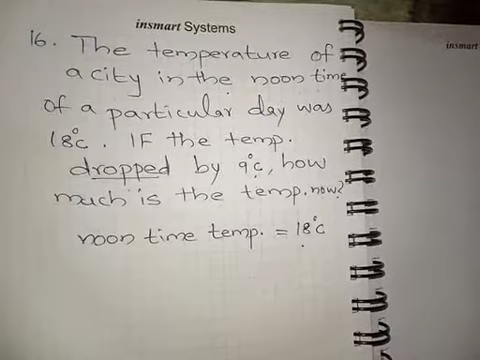 insmart Systems
insmart
16. The temperature of
a city in the noon time
of a particular day was
18°c. IF the temp.
dropped by 9°c, how
much is the temp. now?
noon time temp. = 18°c